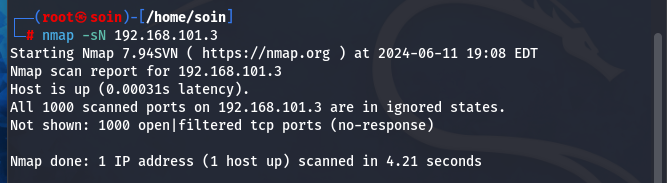 ┌──(root㉿soin)-[/home/soin]
└─# nmap -sN 192.168.101.3
Starting Nmap 7.94SVN ( https://nmap.org ) at 2024-06-11 19:08 EDT
Nmap scan report for 192.168.101.3
Host is up (0.00031s latency).
All 1000 scanned ports on 192.168.101.3 are in ignored states.
Not shown: 1000 open|filtered tcp ports (no-response)
Nmap done: 1 IP address (1 host up) scanned in 4.21 seconds